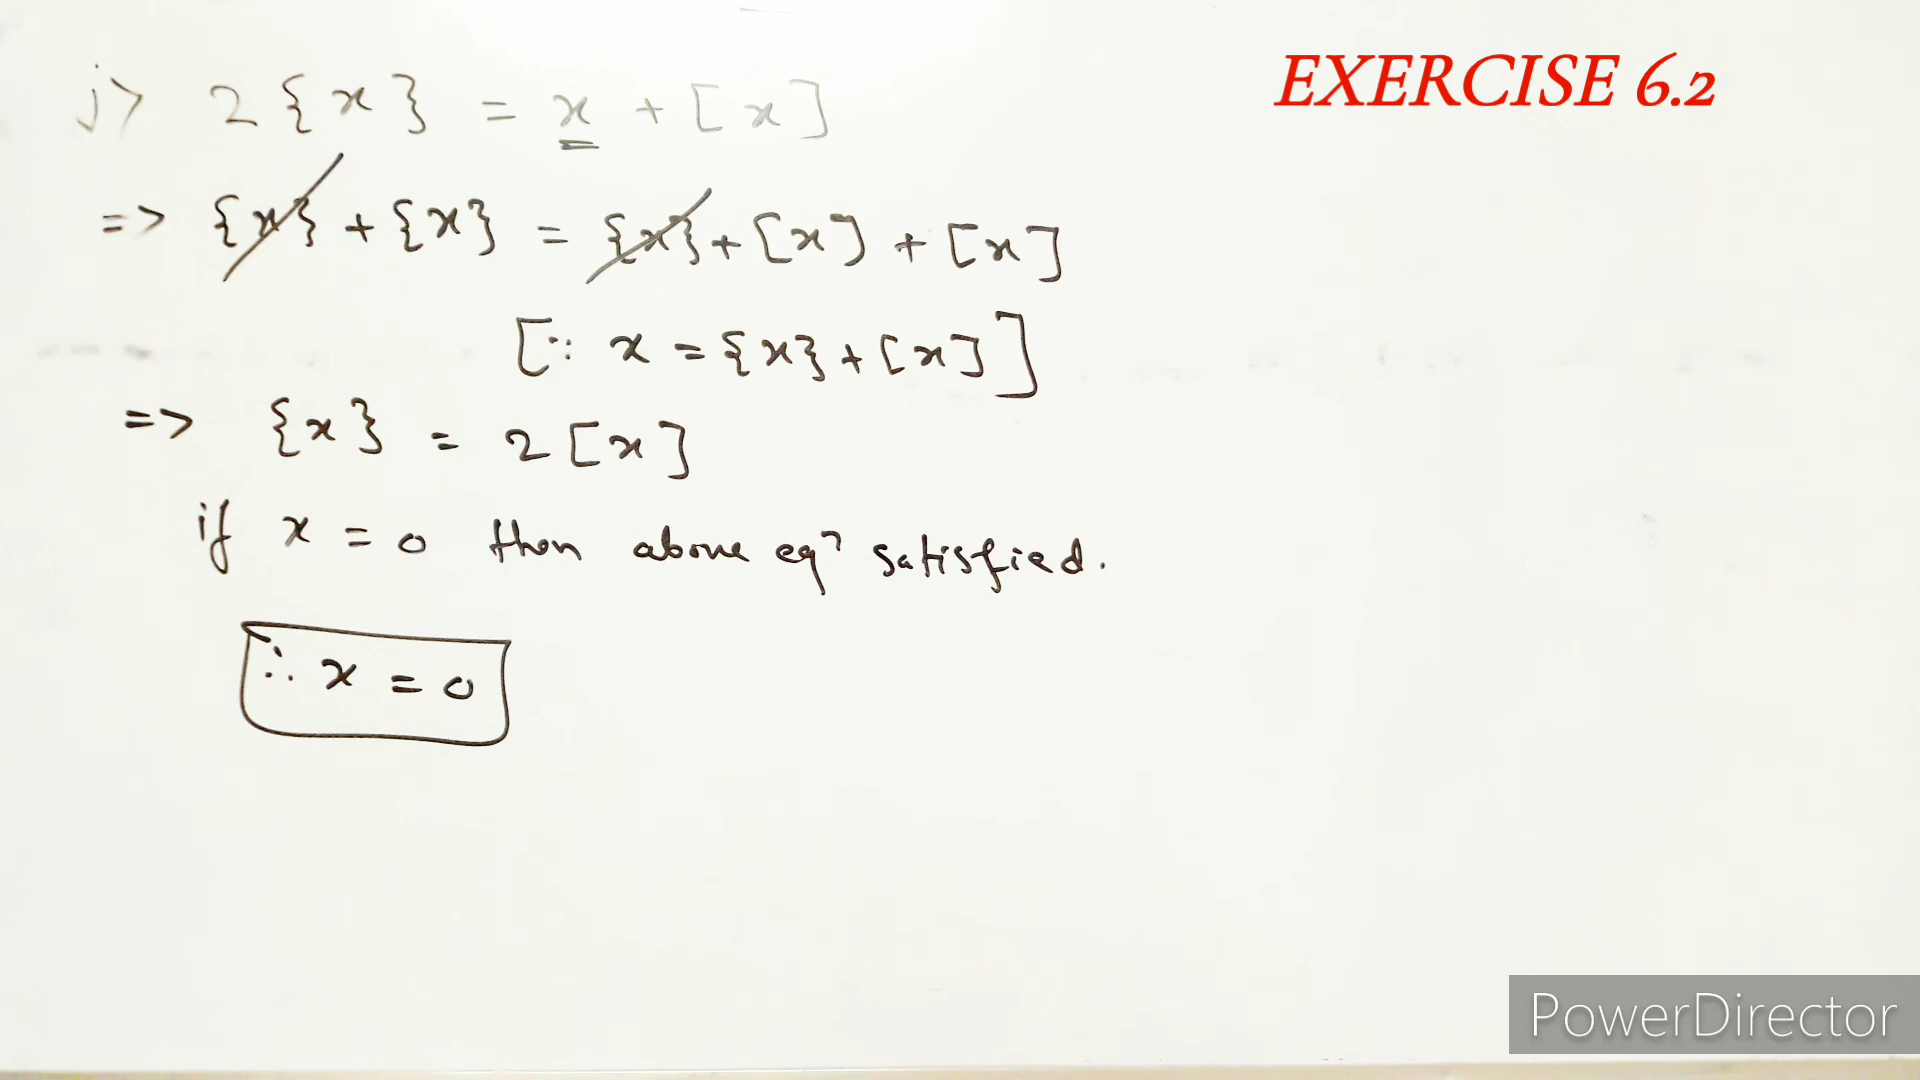 j> 2 { x } = x + [ x ]
EXERCISE 6.2
=> {x} + {x} = {x} + [x] + [x]
[∵ x = {x} + [x] ]
=> {x} = 2 [x]
if x = 0 then above eqn satisfied.
∴ x = 0
PowerDirector